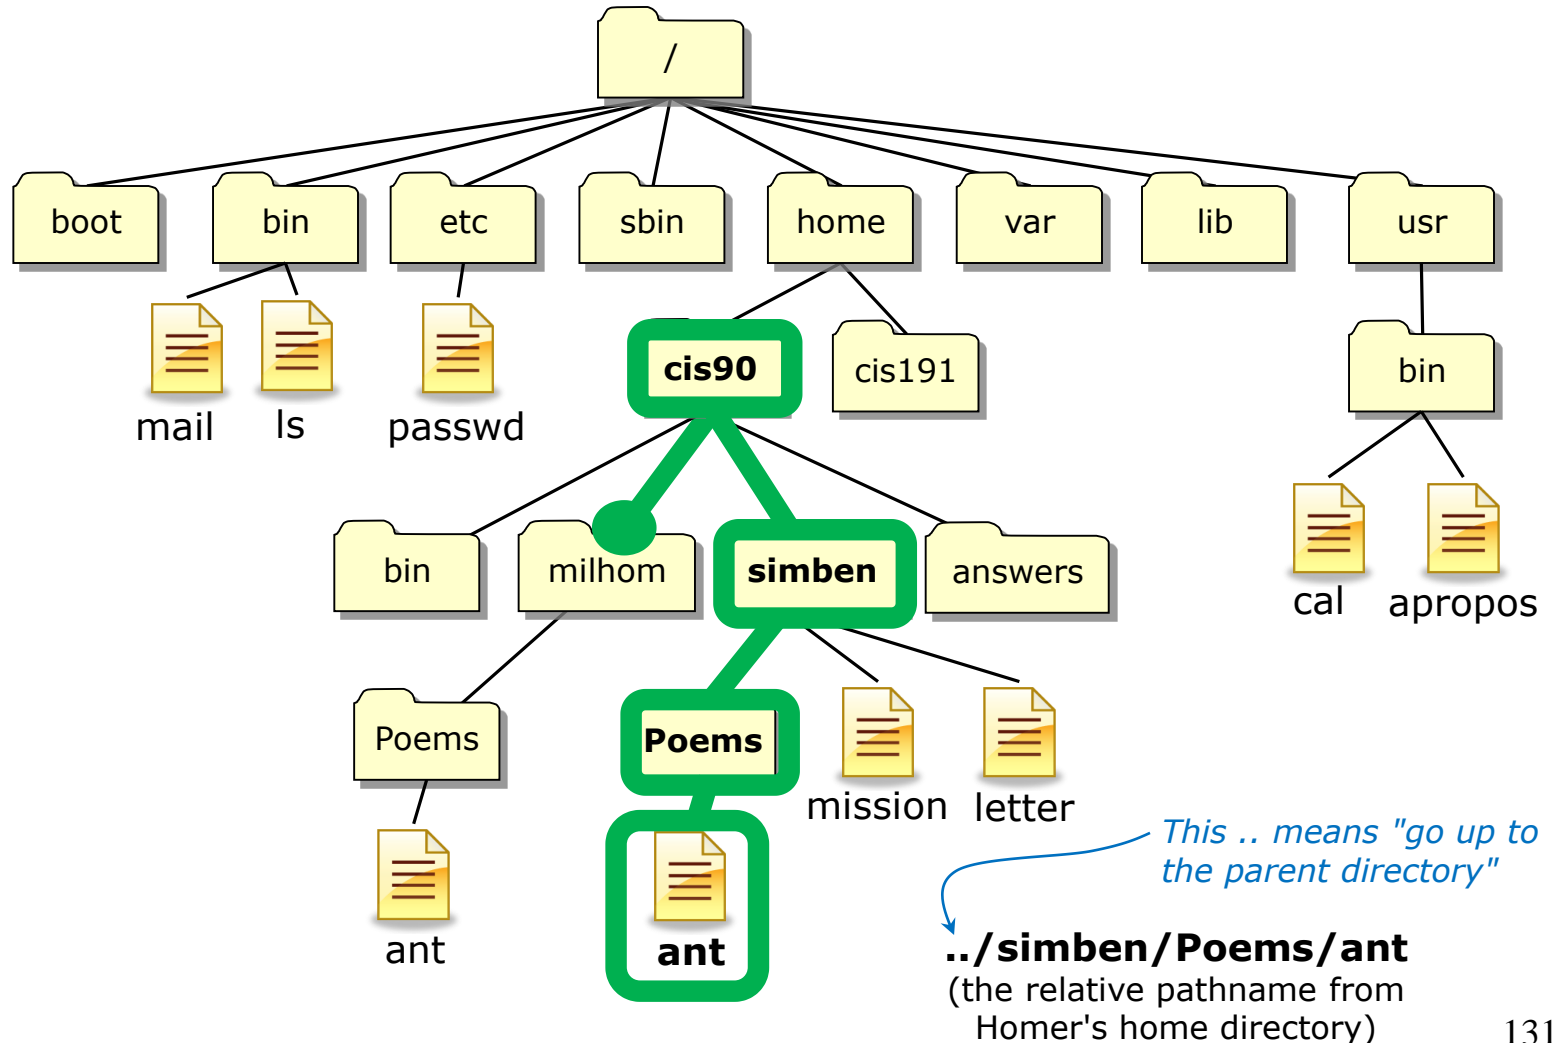 /
boot
bin
etc
sbin
home
var
lib
usr
mail
ls
passwd
cis90
cis191
bin
bin
milhom
simben
answers
cal
apropos
Poems
Poems
mission
letter
This .. means "go up to
the parent directory"
ant
ant
../simben/Poems/ant
(the relative pathname from
Homer's home directory)
131